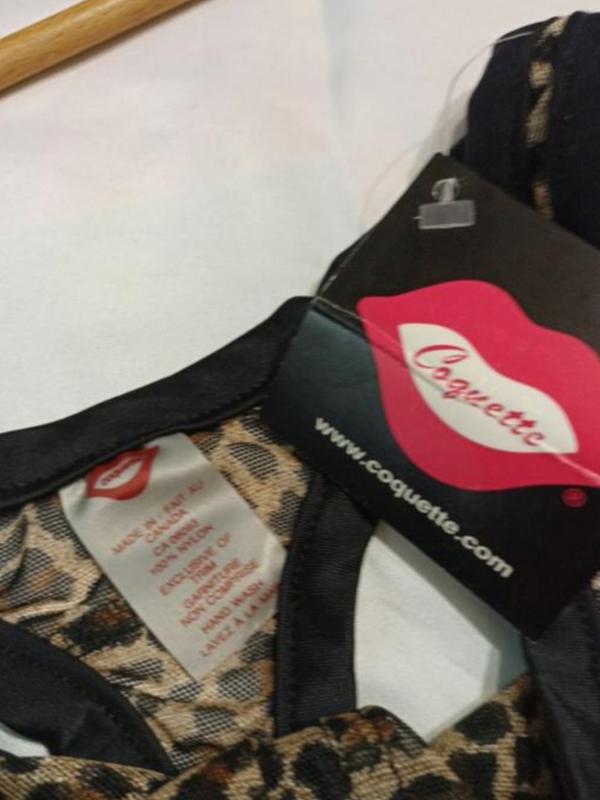 Coquette
www.coquette.com
MADE IN - FAIT AU
CANADA
100% NYLON
EXCLUSIVE OF
TRIM
GARNITURE
NON COMPRISE
HAND WASH
LAVEZ A LA